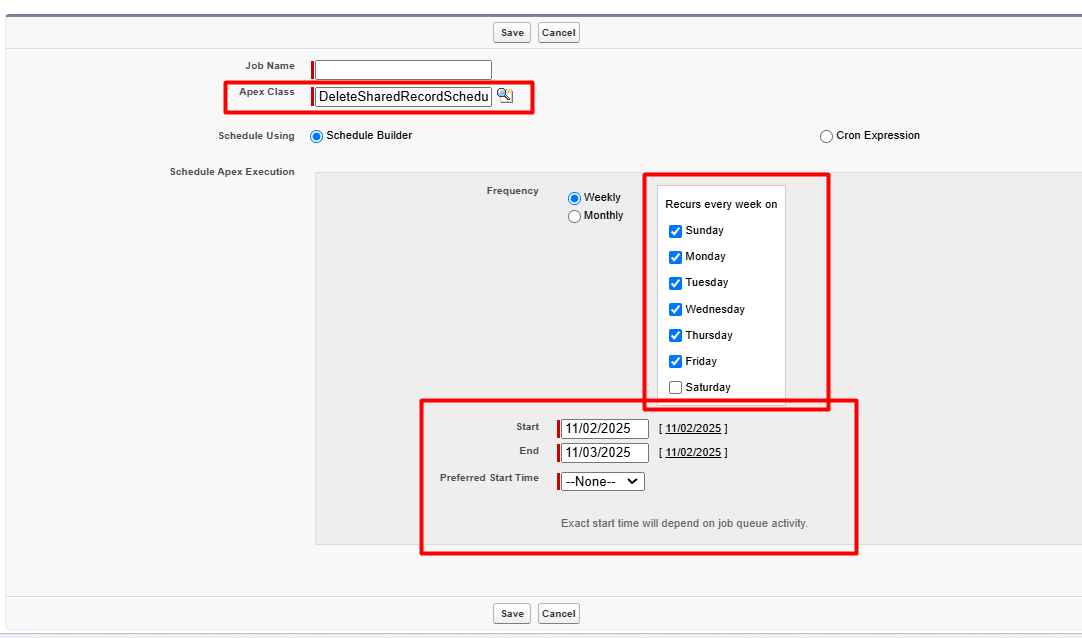 Save Cancel
Job Name
Apex Class DeleteSharedRecordSchedu
Schedule Using Schedule Builder Cron Expression
Schedule Apex Execution
Frequency Weekly
Monthly
Recurs every week on
Sunday
Monday
Tuesday
Wednesday
Thursday
Friday
Saturday
Start 11/02/2025 [ 11/02/2025 ]
End 11/03/2025 [ 11/02/2025 ]
Preferred Start Time --None--
Exact start time will depend on job queue activity.
Save Cancel